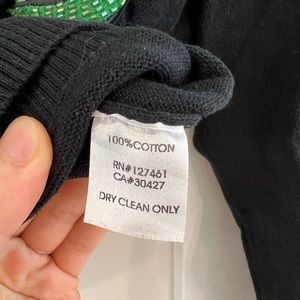 100%COTTON
RN#127461
CA#30427
DRY CLEAN ONLY